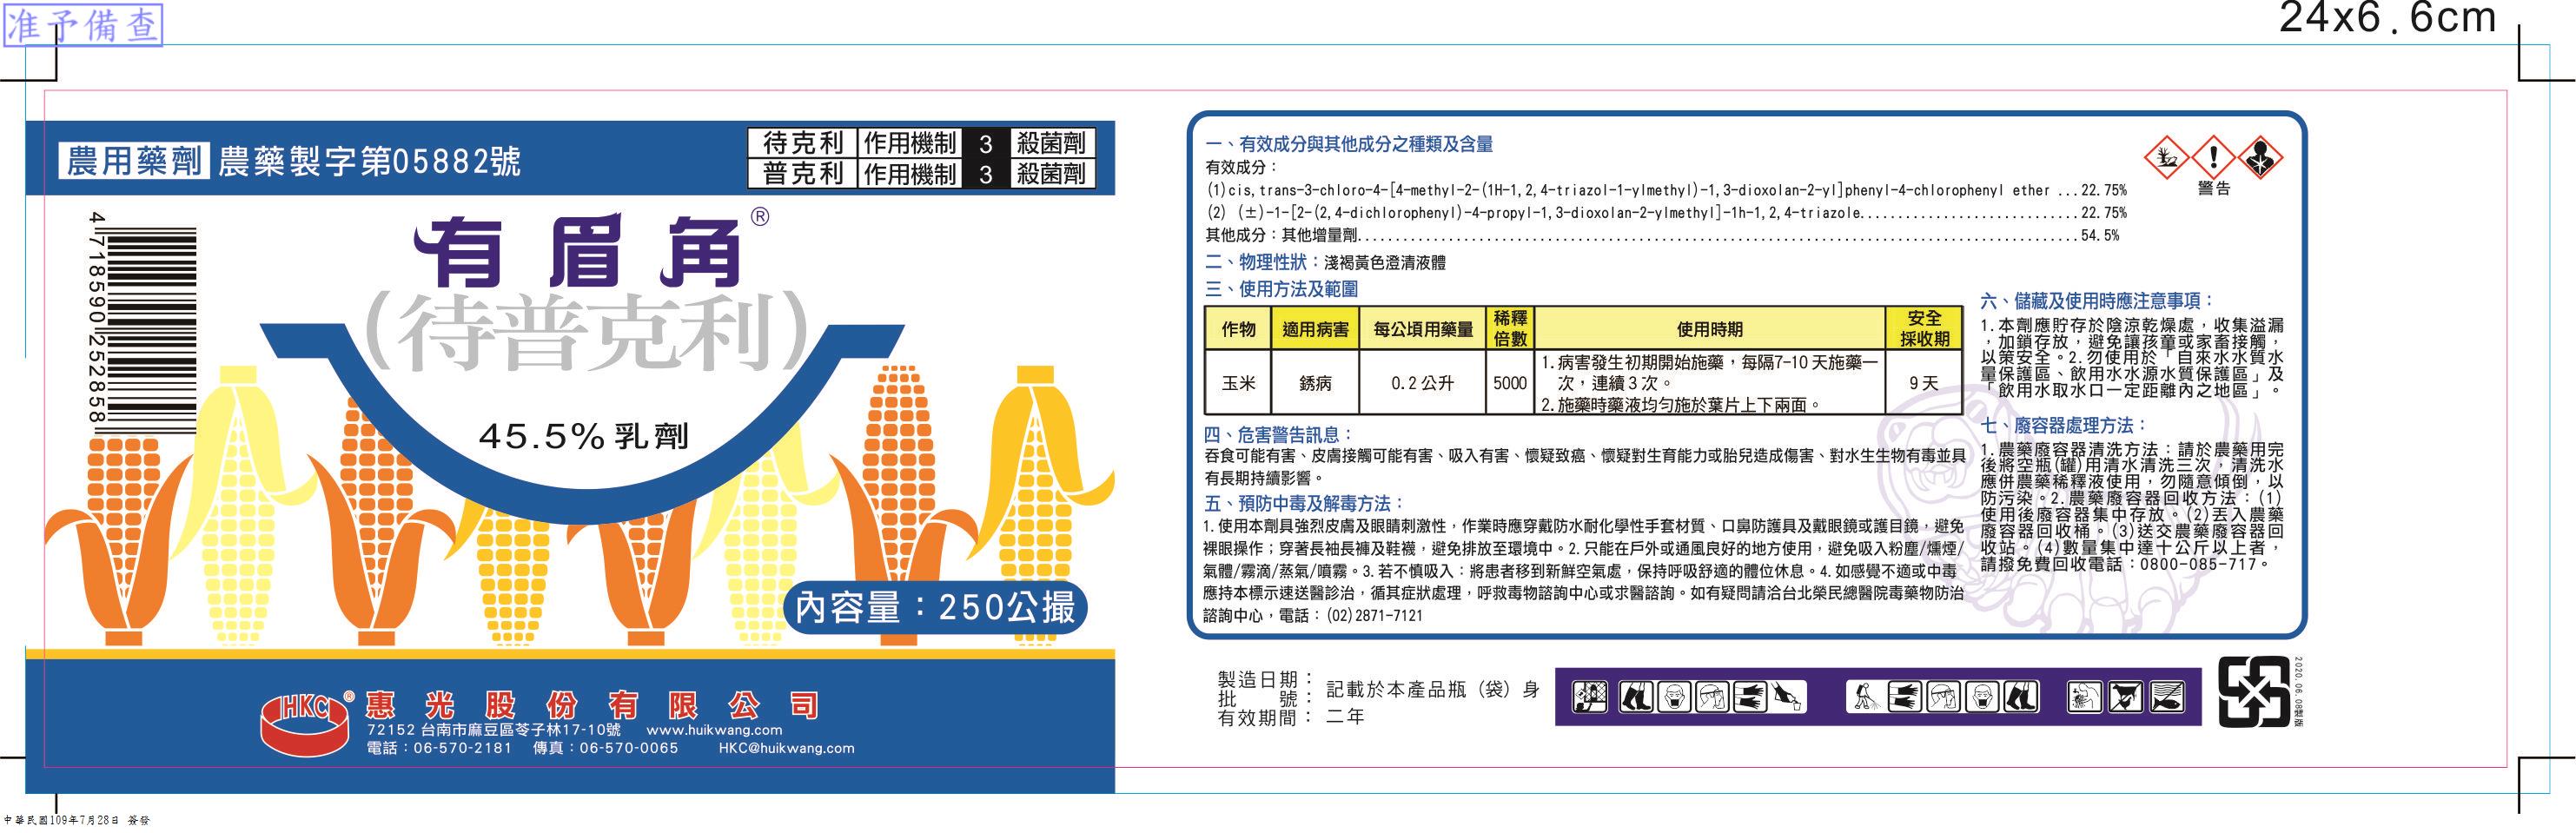 准予備查
24x6.6cm
農用藥劑 農藥製字第05882號
待克利 作用機制 3 殺菌劑
普克利 作用機制 3 殺菌劑
4 718590 252858
有眉角®
(待普克利)
45.5% 乳劑
內容量：250公撮
HKC® 惠光股份有限公司
72152 台南市麻豆區苓子林17-10號 www.huikwang.com
電話：06-570-2181 傳真：06-570-0065 HKC@huikwang.com
一、有效成分與其他成分之種類及含量
有效成分：
(1)cis,trans-3-chloro-4-[4-methyl-2-(1H-1,2,4-triazol-1-ylmethyl)-1,3-dioxolan-2-yl]phenyl-4-chlorophenyl ether ...22.75%
(2) (±)-1-[2-(2,4-dichlorophenyl)-4-propyl-1,3-dioxolan-2-ylmethyl]-1h-1,2,4-triazole.............................22.75%
其他成分：其他增量劑...............................................................................................54.5%
警告
二、物理性狀：淺褐黃色澄清液體
三、使用方法及範圍
作物 適用病害 每公頃用藥量 稀釋倍數 使用時期 安全採收期
玉米 銹病 0.2公升 5000 1.病害發生初期開始施藥，每隔7-10天施藥一
次，連續3次。
2.施藥時藥液均勻施於葉片上下兩面。
9天
四、危害警告訊息：
吞食可能有害、皮膚接觸可能有害、吸入有害、懷疑致癌、懷疑對生育能力或胎兒造成傷害、對水生生物有毒並具
有長期持續影響。
五、預防中毒及解毒方法：
1.使用本劑具強烈皮膚及眼睛刺激性，作業時應穿戴防水耐化學性手套材質、口鼻防護具及戴眼鏡或護目鏡，避免
裸眼操作；穿著長袖長褲及鞋襪，避免排放至環境中。2.只能在戶外或通風良好的地方使用，避免吸入粉塵/燻煙/
氣體/霧滴/蒸氣/噴霧。3.若不慎吸入：將患者移到新鮮空氣處，保持呼吸舒適的體位休息。4.如感覺不適或中毒
應持本標示速送醫診治，循其症狀處理，呼救毒物諮詢中心或求醫諮詢。如有疑問請洽台北榮民總醫院毒藥物防治
諮詢中心，電話：(02)2871-7121
六、儲藏及使用時應注意事項：
1.本劑應貯存於陰涼乾燥處，收集溢漏
，加鎖存放，避免讓孩童或家畜接觸，
以策安全。2.勿使用於「自來水水質水
量保護區、飲用水水源水質保護區」及
「飲用水取水口一定距離內之地區」。
七、廢容器處理方法：
1.農藥廢容器清洗方法：請於農藥用完
後將空瓶(罐)用清水清洗三次，清洗水
應併農藥稀釋液使用，勿隨意傾倒，以
防污染。2.農藥廢容器回收方法：(1)
使用後廢容器集中存放。(2)丟入農藥
廢容器回收桶。(3)送交農藥廢容器回
收站。(4)數量集中達十公斤以上者，
請撥免費回收電話：0800-085-717。
製造日期：
批　　號：記載於本產品瓶（袋）身
有效期間：二年
2020.06.08製版
中華民國109年7月28日 簽發